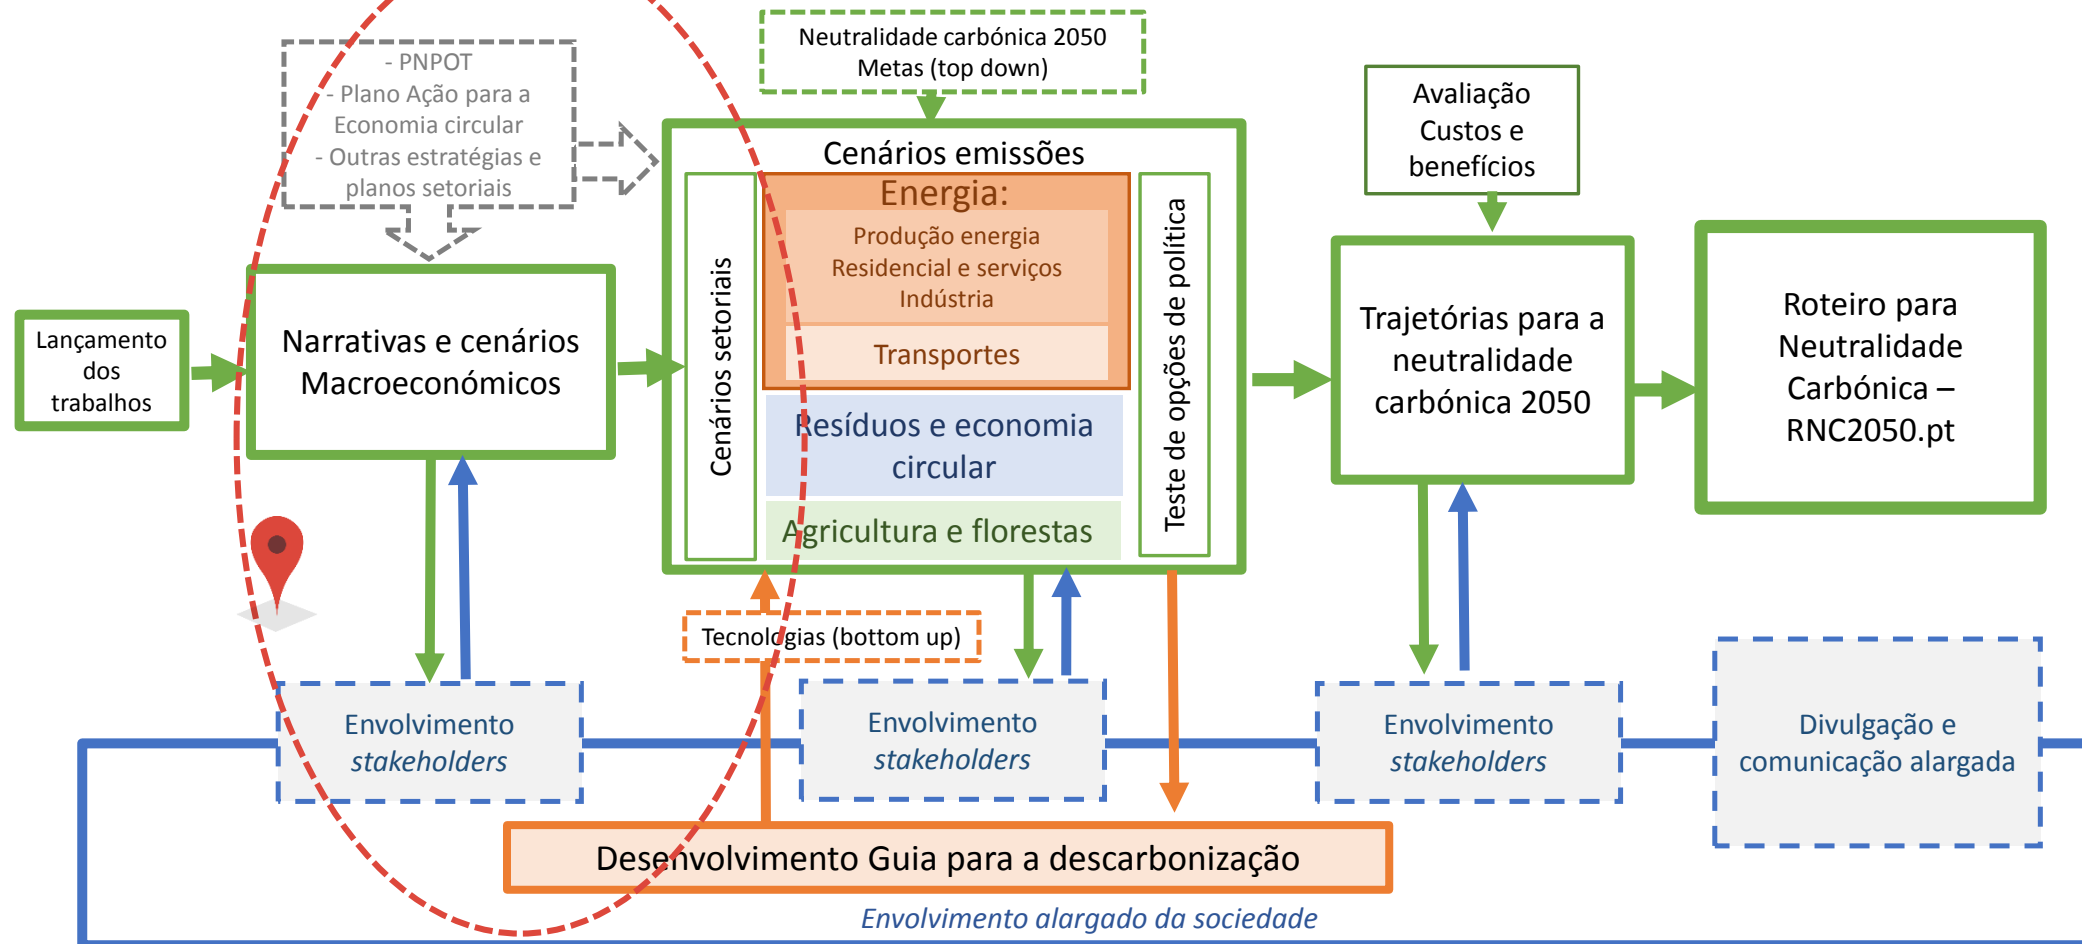 - PNPOT
- Plano Ação para a
Economia circular
- Outras estratégias e
planos setoriais
Neutralidade carbónica 2050
Metas (top down)
Avaliação
Custos e
benefícios
Lançamento
dos
trabalhos
Narrativas e cenários
Macroeconómicos
Cenários emissões
Cenários setoriais
Energia:
Produção energia
Residencial e serviços
Indústria
Transportes
Resíduos e economia
circular
Agricultura e florestas
Teste de opções de política
Trajetórias para a
neutralidade
carbónica 2050
Roteiro para
Neutralidade
Carbónica –
RNC2050.pt
Tecnologias (bottom up)
Envolvimento
stakeholders
Envolvimento
stakeholders
Envolvimento
stakeholders
Divulgação e
comunicação alargada
Desenvolvimento Guia para a descarbonização
Envolvimento alargado da sociedade